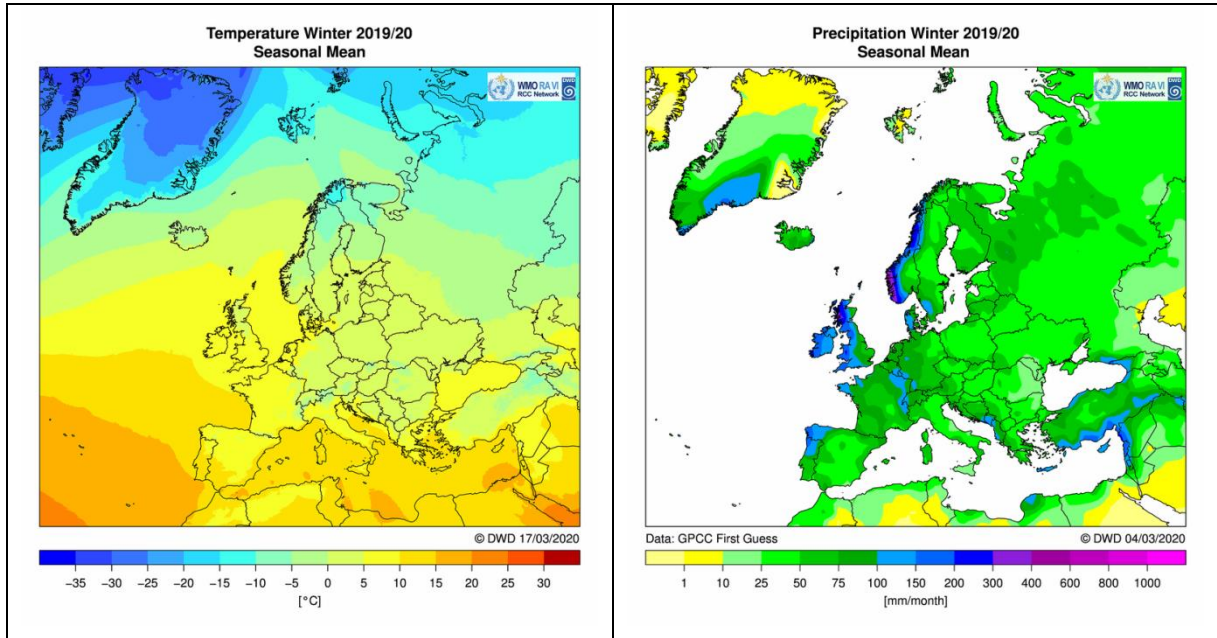 Temperature Winter 2019/20
Seasonal Mean
WMO RA VI
RCC Network
© DWD 17/03/2020
−35 −30 −25 −20 −15 −10 −5 0 5 10 15 20 25 30
[°C]
Precipitation Winter 2019/20
Seasonal Mean
WMO RA VI
RCC Network
Data: GPCC First Guess
© DWD 04/03/2020
1 10 25 50 75 100 150 200 300 400 600 800 1000
[mm/month]